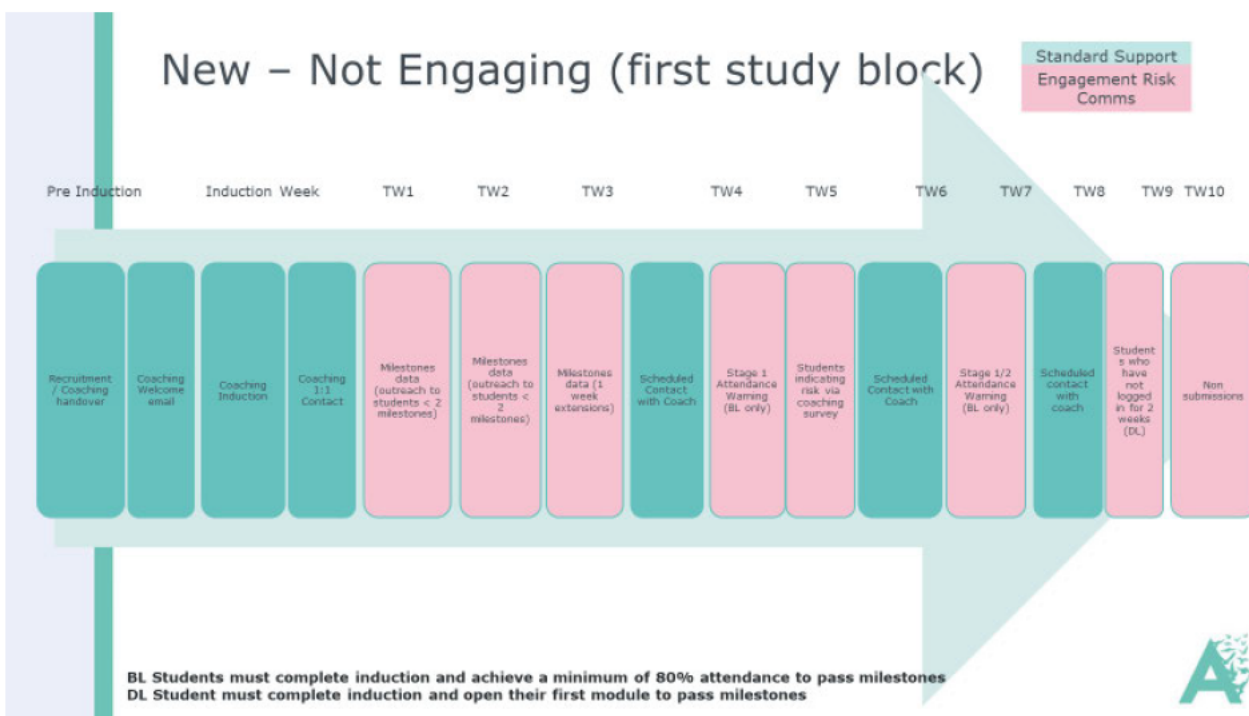 New – Not Engaging (first study block)
Standard Support
Engagement Risk
Comms
Pre Induction
Induction Week
TW1
TW2
TW3
TW4
TW5
TW6
TW7
TW8
TW9
TW10
Recruitment
/ Coaching
handover
Coaching
Welcome
email
Coaching
Induction
Coaching
1:1
Contact
Milestones
data
(outreach to
students < 2
milestones)
Milestones
data
(outreach to
students <
2
milestones)
Milestones
data (1
week
extensions)
Scheduled
Contact
with Coach
Stage 1
Attendance
Warning
(BL only)
Students
indicating
risk via
coaching
survey
Scheduled
Contact with
Coach
Stage 1/2
Attendance
Warning
(BL only)
Scheduled
contact
with
coach
Student
s who
have
not
logged
in for 2
weeks
(DL)
Non
submissions
BL Students must complete induction and achieve a minimum of 80% attendance to pass milestones
DL Student must complete induction and open their first module to pass milestones
A